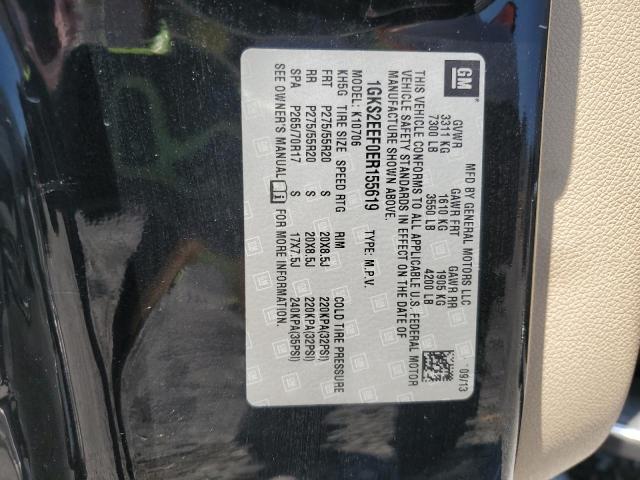 GM
MFD BY GENERAL MOTORS LLC
09/13
GVWR GAWR FRT GAWR RR
3311 KG 1610 KG 1905 KG
7300 LB 3550 LB 4200 LB
THIS VEHICLE CONFORMS TO ALL APPLICABLE U.S. FEDERAL MOTOR
VEHICLE SAFETY STANDARDS IN EFFECT ON THE DATE OF
MANUFACTURE SHOWN ABOVE.
1GKS2EEF0ER155619 TYPE: M.P.V.
MODEL: K10706
KH5G TIRE SIZE SPEED RTG RIM COLD TIRE PRESSURE
FRT P275/55R20 S 20X8.5J 220KPA(32PSI)
RR P275/55R20 S 20X8.5J 220KPA(32PSI)
SPA P265/70R17 S 17X7.5J 240KPA(35PSI)
SEE OWNER'S MANUAL FOR MORE INFORMATION.